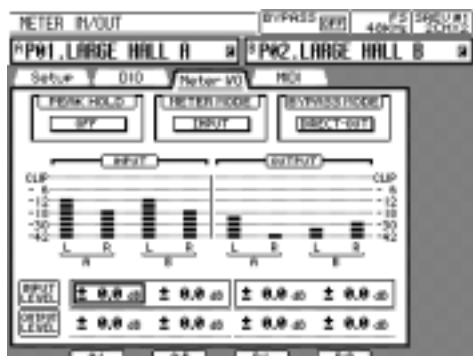 METER IN/OUT
BYPASS OFF
FS 48kHz
A P01.LARGE HALL A
B P02.LARGE HALL B
Setup DIO Meter I/O MIDI
PEAK HOLD METER MODE BYPASS MODE
OFF INPUT DIRECT-OUT
INPUT OUTPUT
CLIP CLIP
- 6 - 6
-12 -12
-18 -18
-30 -30
-42 -42
L R L R L R L R
A B A B
INPUT LEVEL ± 0.0 dB ± 0.0 dB ± 0.0 dB ± 0.0 dB
OUTPUT LEVEL ± 0.0 dB ± 0.0 dB ± 0.0 dB ± 0.0 dB